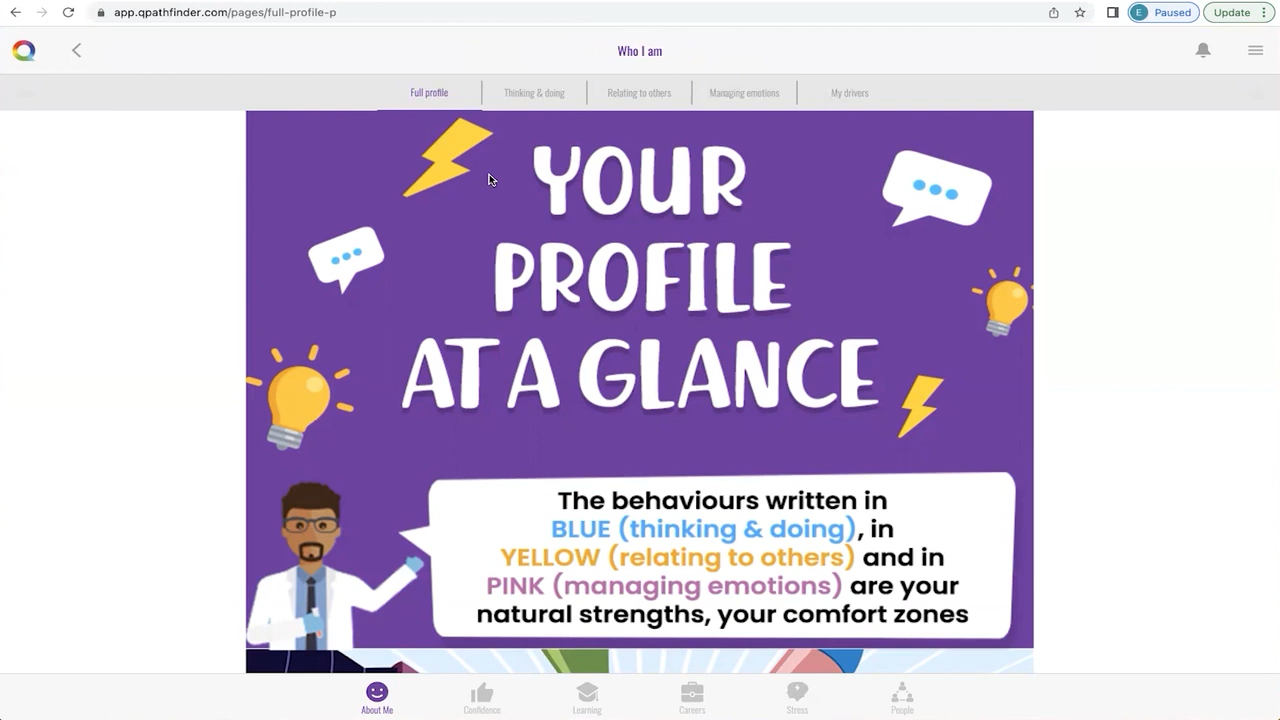 app.qpathfinder.com/pages/full-profile-p
E Paused
Update
Who I am
Full profile
Thinking & doing
Relating to others
Managing emotions
My drivers
YOUR
PROFILE
AT A GLANCE
The behaviours written in
BLUE (thinking & doing), in
YELLOW (relating to others) and in
PINK (managing emotions) are your
natural strengths, your comfort zones
About Me
Confidence
Learning
Careers
Stress
People